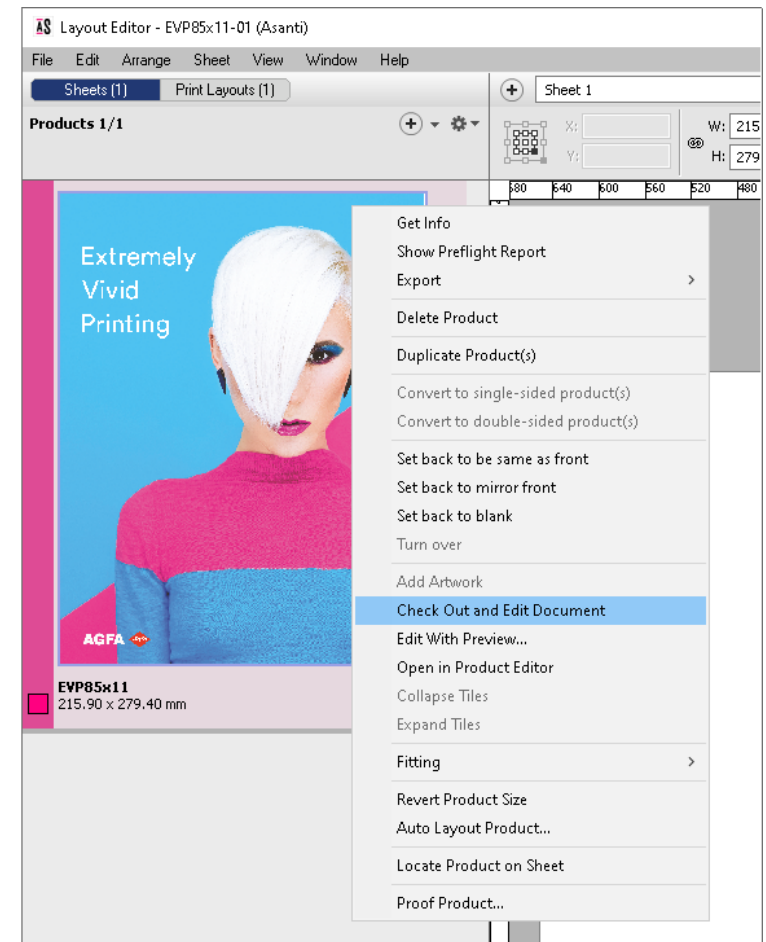 AS Layout Editor - EVP85x11-01 (Asanti)
File Edit Arrange Sheet View Window Help
Sheets (1) Print Layouts (1)
Sheet 1
Products 1/1
X: W: 215
Y: H: 279
680 640 600 560 520 480
Extremely
Vivid
Printing
AGFA
EVP85x11
215.90 x 279.40 mm
Get Info
Show Preflight Report
Export
Delete Product
Duplicate Product(s)
Convert to single-sided product(s)
Convert to double-sided product(s)
Set back to be same as front
Set back to mirror front
Set back to blank
Turn over
Add Artwork
Check Out and Edit Document
Edit With Preview...
Open in Product Editor
Collapse Tiles
Expand Tiles
Fitting
Revert Product Size
Auto Layout Product...
Locate Product on Sheet
Proof Product...